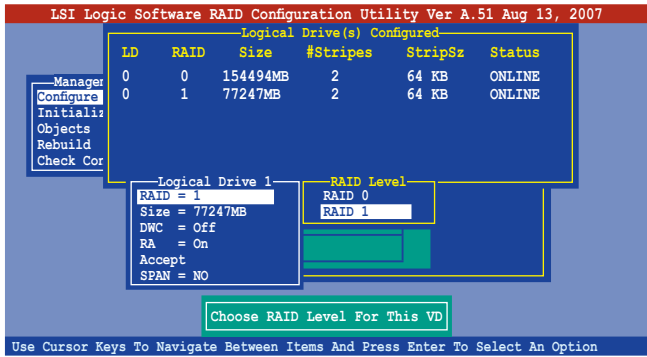 LSI Logic Software RAID Configuration Utility Ver A.51 Aug 13, 2007
Logical Drive(s) Configured
LD RAID Size #Stripes StripSz Status
0 0 154494MB 2 64 KB ONLINE
0 1 77247MB 2 64 KB ONLINE
Managem
Configure
Initializ
Objects
Rebuild
Check Con
Logical Drive 1
RAID = 1
Size = 77247MB
DWC = Off
RA = On
Accept
SPAN = NO
RAID Level
RAID 0
RAID 1
Choose RAID Level For This VD
Use Cursor Keys To Navigate Between Items And Press Enter To Select An Option